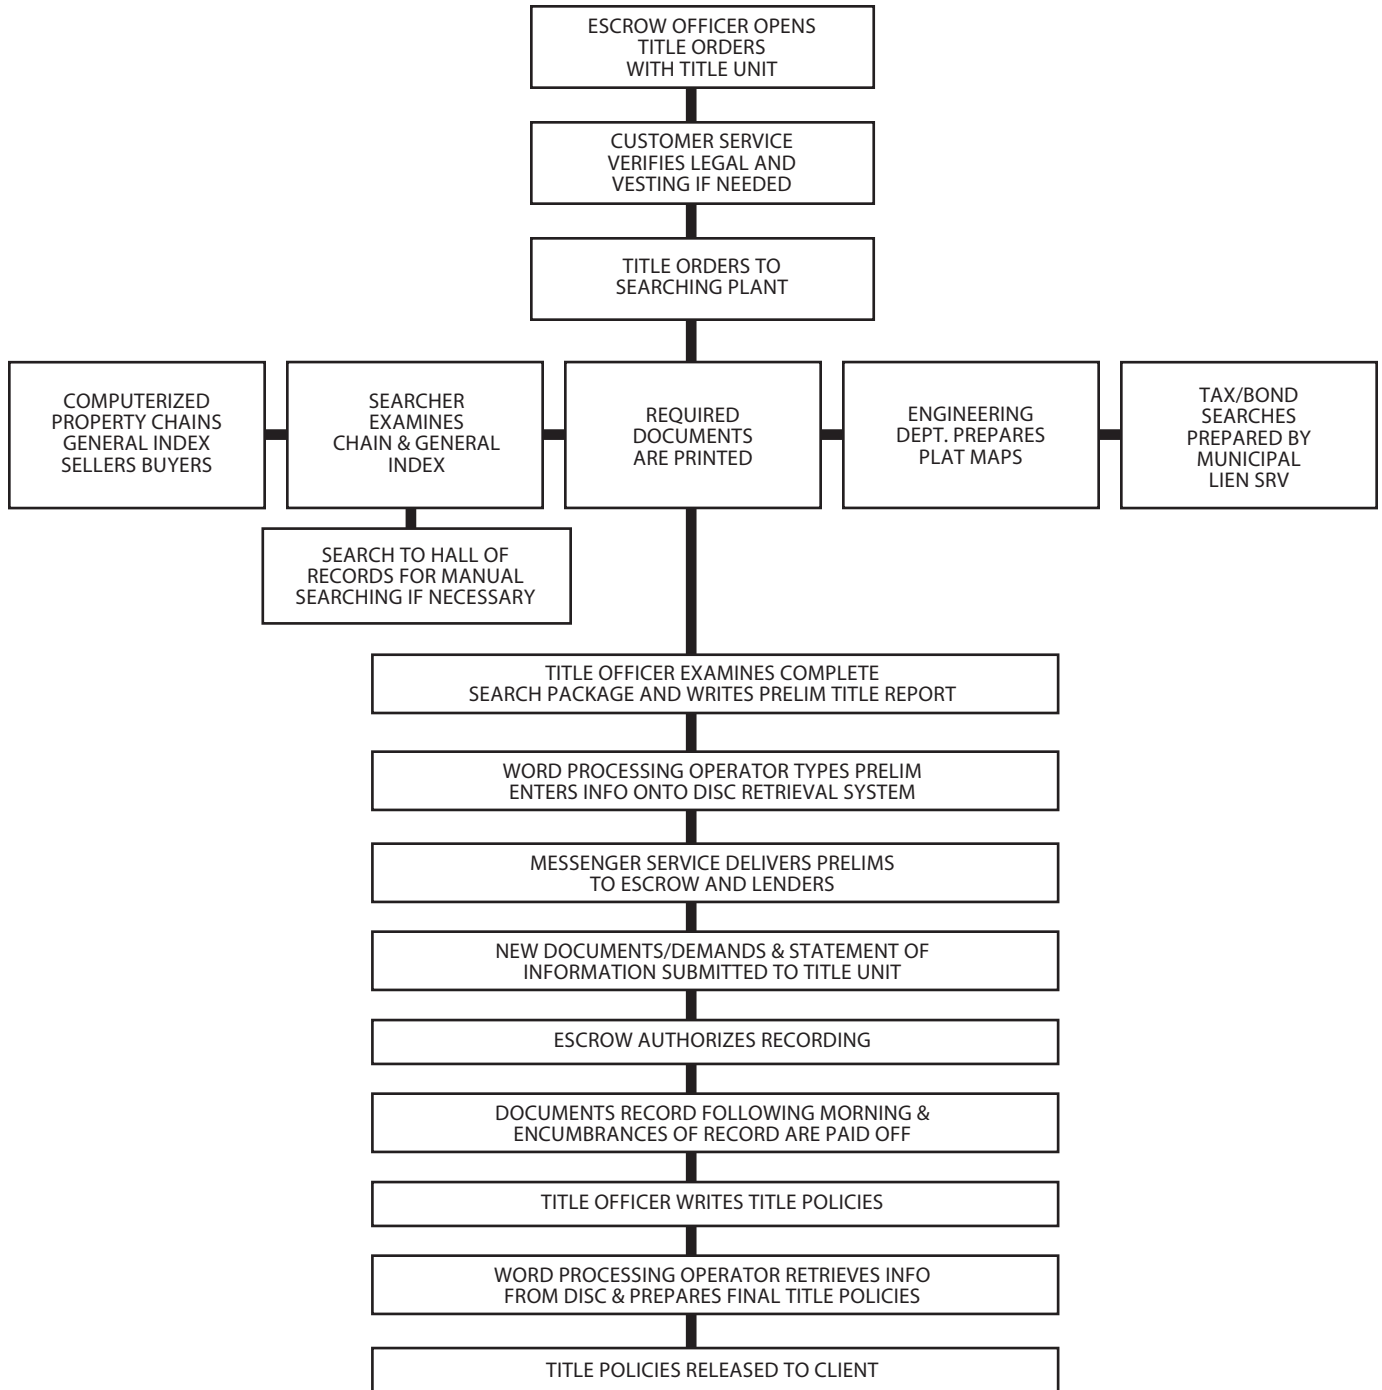 ESCROW OFFICER OPENS
TITLE ORDERS
WITH TITLE UNIT
CUSTOMER SERVICE
VERIFIES LEGAL AND
VESTING IF NEEDED
TITLE ORDERS TO
SEARCHING PLANT
COMPUTERIZED
PROPERTY CHAINS
GENERAL INDEX
SELLERS BUYERS
SEARCHER
EXAMINES
CHAIN & GENERAL
INDEX
REQUIRED
DOCUMENTS
ARE PRINTED
ENGINEERING
DEPT. PREPARES
PLAT MAPS
TAX/BOND
SEARCHES
PREPARED BY
MUNICIPAL
LIEN SRV
SEARCH TO HALL OF
RECORDS FOR MANUAL
SEARCHING IF NECESSARY
TITLE OFFICER EXAMINES COMPLETE
SEARCH PACKAGE AND WRITES PRELIM TITLE REPORT
WORD PROCESSING OPERATOR TYPES PRELIM
ENTERS INFO ONTO DISC RETRIEVAL SYSTEM
MESSENGER SERVICE DELIVERS PRELIMS
TO ESCROW AND LENDERS
NEW DOCUMENTS/DEMANDS & STATEMENT OF
INFORMATION SUBMITTED TO TITLE UNIT
ESCROW AUTHORIZES RECORDING
DOCUMENTS RECORD FOLLOWING MORNING &
ENCUMBRANCES OF RECORD ARE PAID OFF
TITLE OFFICER WRITES TITLE POLICIES
WORD PROCESSING OPERATOR RETRIEVES INFO
FROM DISC & PREPARES FINAL TITLE POLICIES
TITLE POLICIES RELEASED TO CLIENT